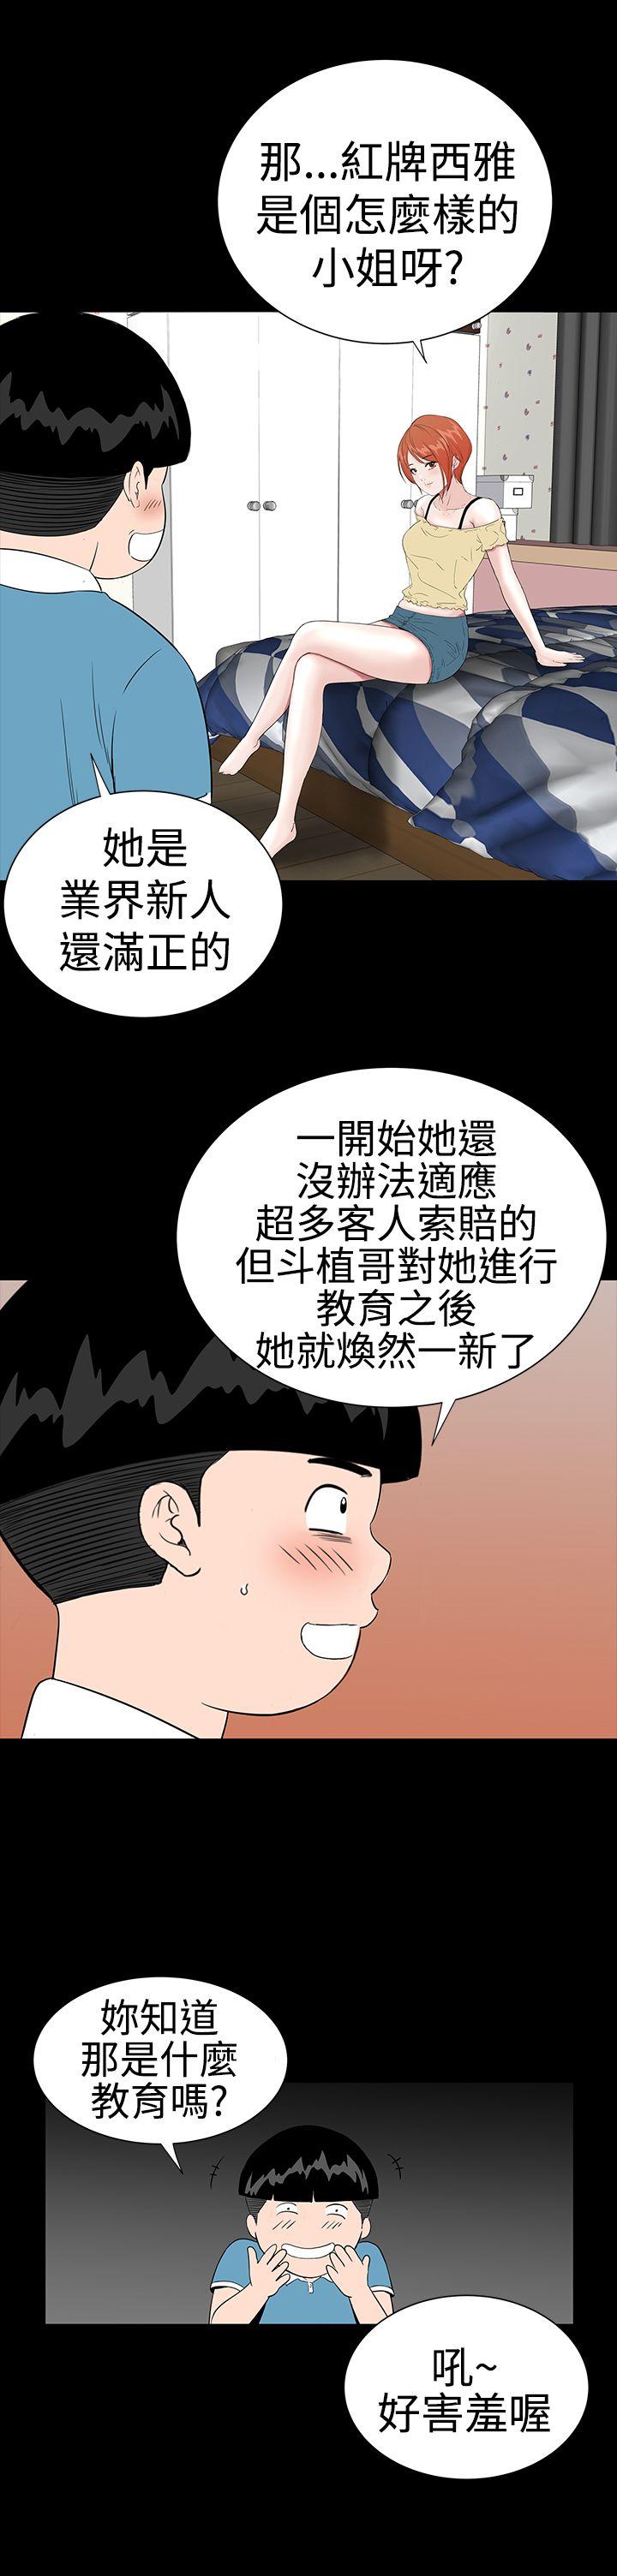 那...紅牌西雅
是個怎麼樣的
小姐呀?
她是
業界新人
還滿正的
一開始她還
沒辦法適應
超多客人索賠的
但斗植哥對她進行
教育之後
她就煥然一新了
妳知道
那是什麼
教育嗎?
吼~
好害羞喔